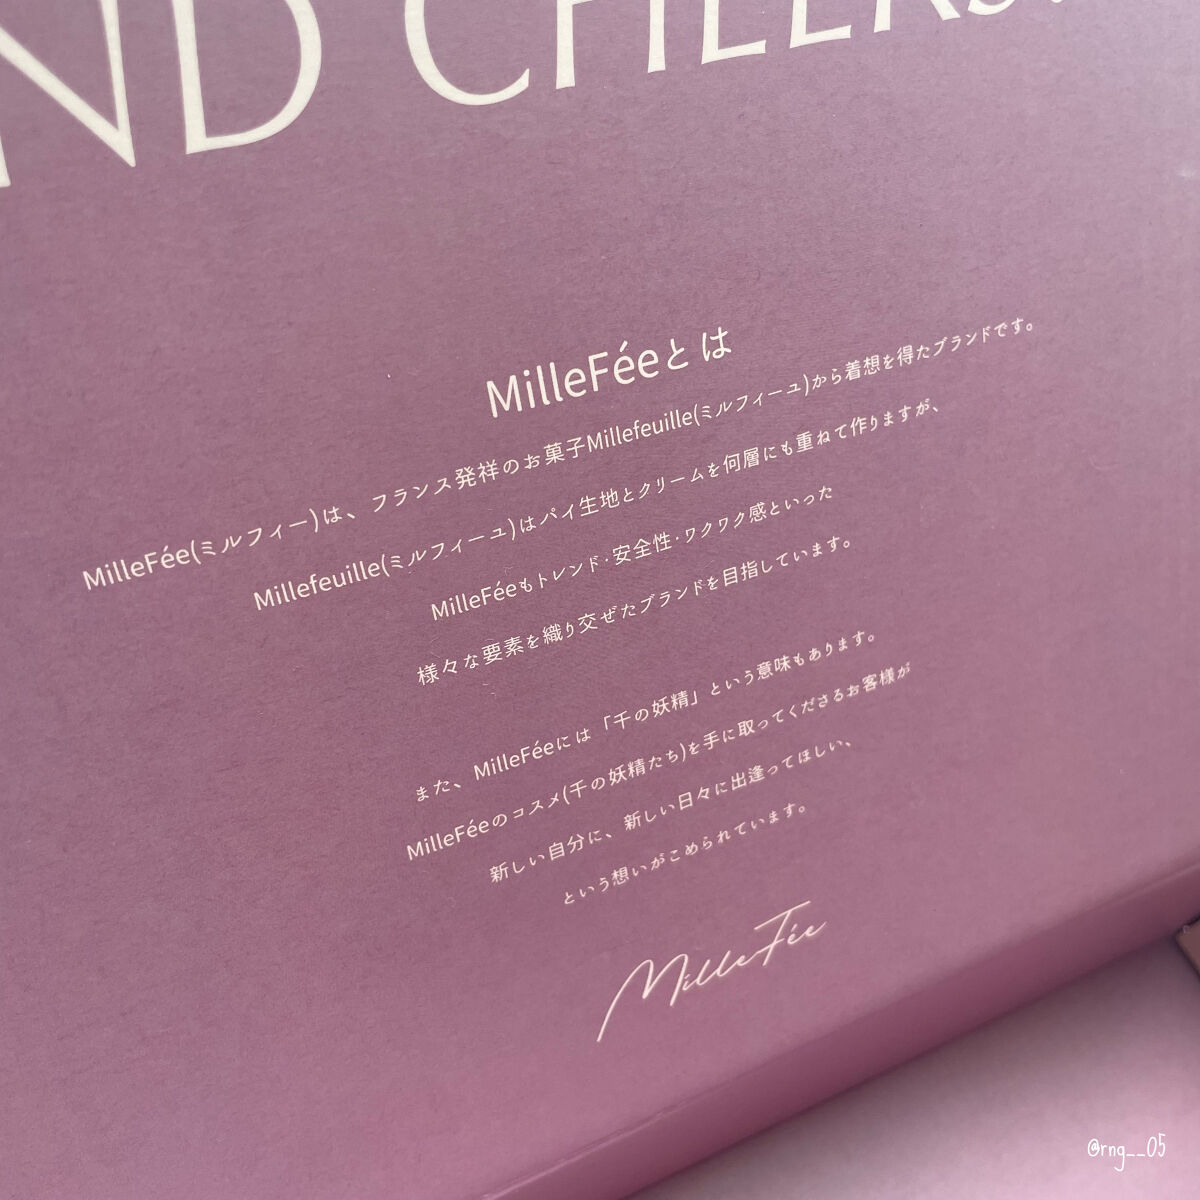 ND CHEERS
MilleFéeとは
MilleFée(ミルフィー)は、フランス発祥のお菓子Millefeuille(ミルフィーユ)から着想を得たブランドです。
Millefeuille(ミルフィーユ)はパイ生地とクリームを何層にも重ねて作りますが、
MilleFéeもトレンド・安全性・ワクワク感といった
様々な要素を織り交ぜたブランドを目指しています。
また、MilleFéeには「千の妖精」という意味もあります。
MilleFéeのコスメ(千の妖精たち)を手に取ってくださるお客様が
新しい自分に、新しい日々に出逢ってほしい、
という想いがこめられています。
MilleFée
@rng__05